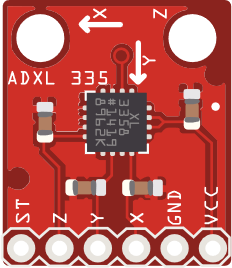 X Z
Y
ADXL 335
ST Z Y X GND VCC